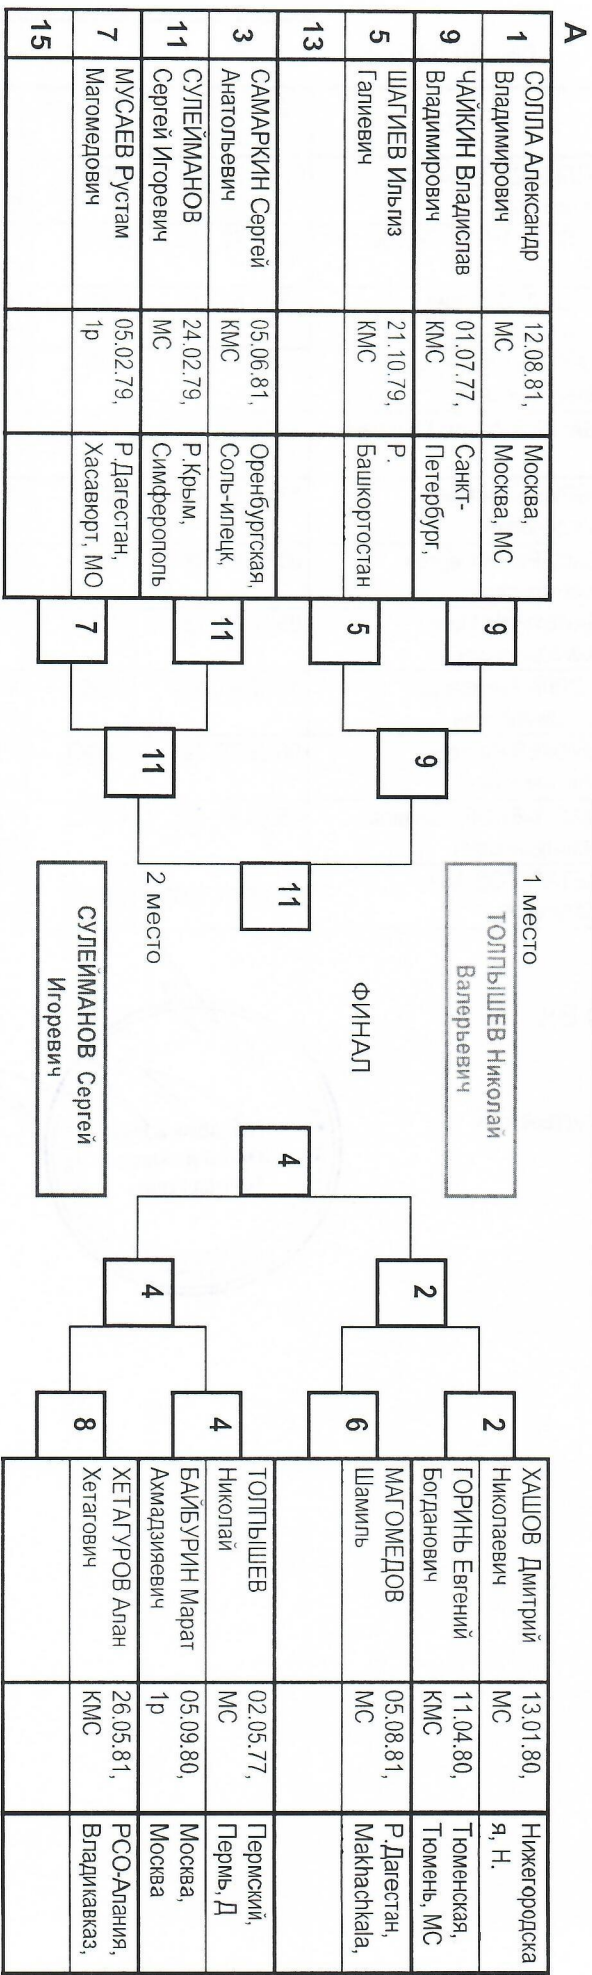 А
1
СОЛЛА Александр
Владимирович
12.08.81,
МС
Москва,
Москва, МС
9
ЧАЙКИН Владислав
Владимирович
01.07.77,
КМС
Санкт-
Петербург,
5
ШАГИЕВ Ильгиз
Галиевич
21.10.79,
КМС
Р.
Башкортостан
13
3
САМАРКИН Сергей
Анатольевич
05.06.81,
КМС
Оренбургская,
Соль-илецк,
11
СУЛЕЙМАНОВ
Сергей Игоревич
24.02.79,
МС
Р.Крым,
Симферополь
7
МУСАЕВ Рустам
Магомедович
05.02.79,
1р
Р.Дагестан,
Хасавюрт, МО
15
9
5
11
7
9
11
11
1 место
ТОЛПЫШЕВ Николай
Валерьевич
ФИНАЛ
2 место
СУЛЕЙМАНОВ Сергей
Игоревич
4
2
4
2
6
4
8
ХАШОВ Дмитрий
Николаевич
13.01.80,
МС
Нижегородска
я, Н.
ГОРИНЬ Евгений
Богданович
11.04.80,
КМС
Тюменская,
Тюмень, МС
МАГОМЕДОВ
Шамиль
05.08.81,
МС
Р.Дагестан,
Makhachkala,
ТОЛПЫШЕВ
Николай
02.05.77,
МС
Пермский,
Пермь, Д
БАЙБУРИН Марат
Ахмадзияевич
05.09.80,
1р
Москва,
Москва
ХЕТАГУРОВ Алан
Хетагович
26.05.81,
КМС
РСО-Алания,
Владикавказ,